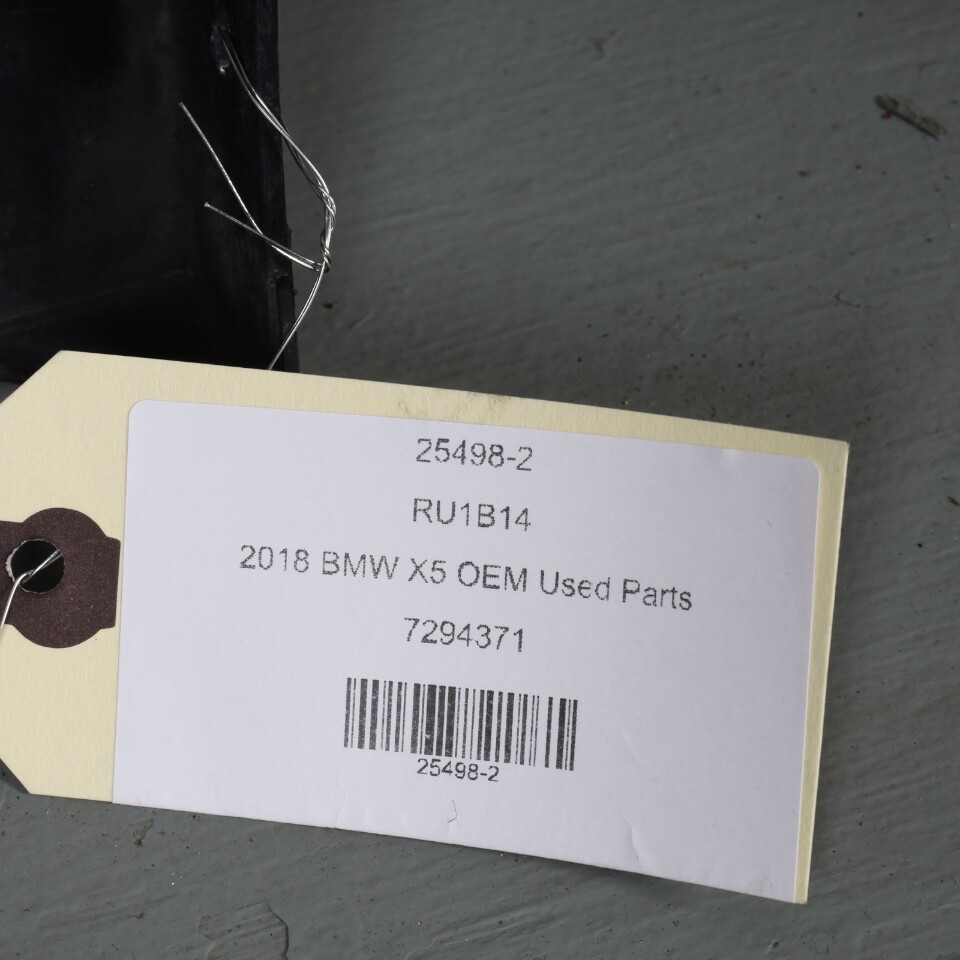 25498-2
RU1B14
2018 BMW X5 OEM Used Parts
7294371
25498-2